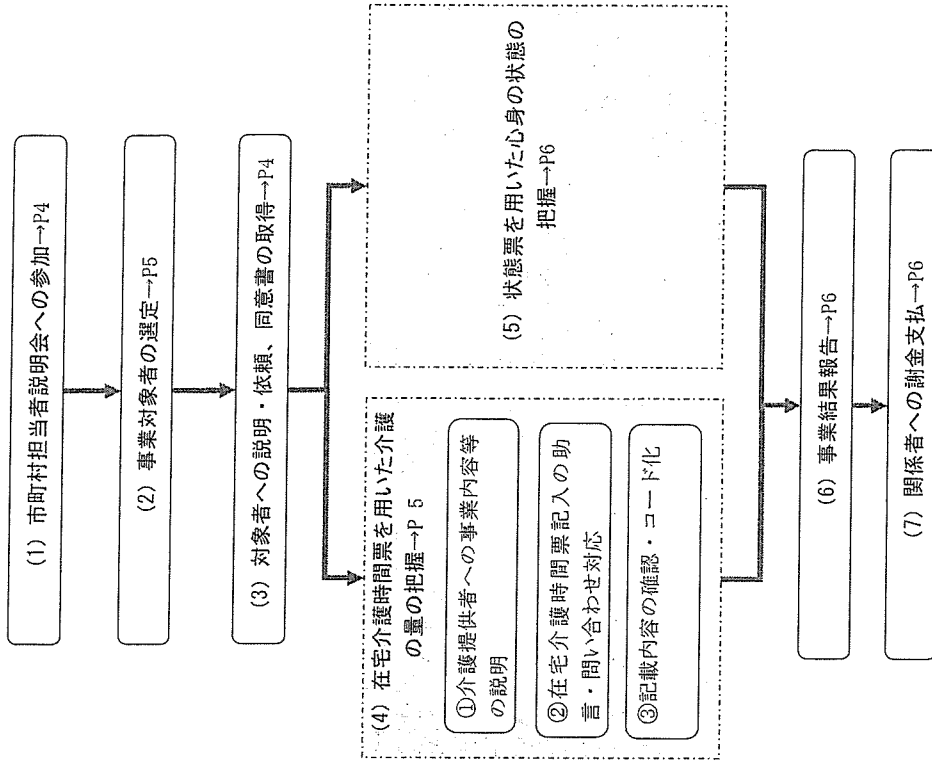 (1) 市町村担当者説明会への参加→P4
(2) 事業対象者の選定→P5
(3) 対象者への説明・依頼、同意書の取得→P4
(4) 在宅介護時間票を用いた介護
の量の把握→P 5
①介護提供者への事業内容等
の説明
②在宅介護時間票記入の助
言・問い合わせ対応
③記載内容の確認・コード化
(5) 状態票を用いた心身の状態の
把握→P6
(6) 事業結果報告→P6
(7) 関係者への謝金支払→P6